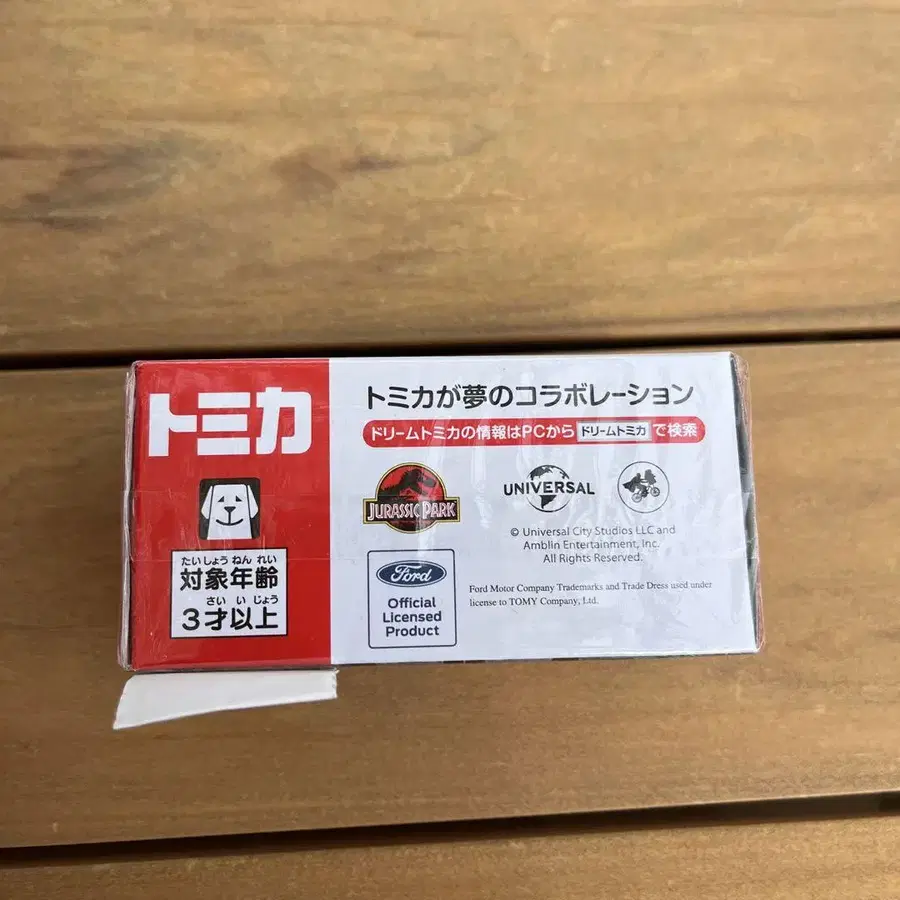 トミカ
たいしょうねんれい
対象年齢
さいいじょう
3才以上
トミカが夢のコラボレーション
ドリームトミカの情報はPCから ドリームトミカ で検索
JURASSIC PARK
UNIVERSAL
© Universal City Studios LLC and
Amblin Entertainment, Inc.
All Rights Reserved.
Ford
Official
Licensed
Product
Ford Motor Company Trademarks and Trade Dress used under
license to TOMY Company, Ltd.